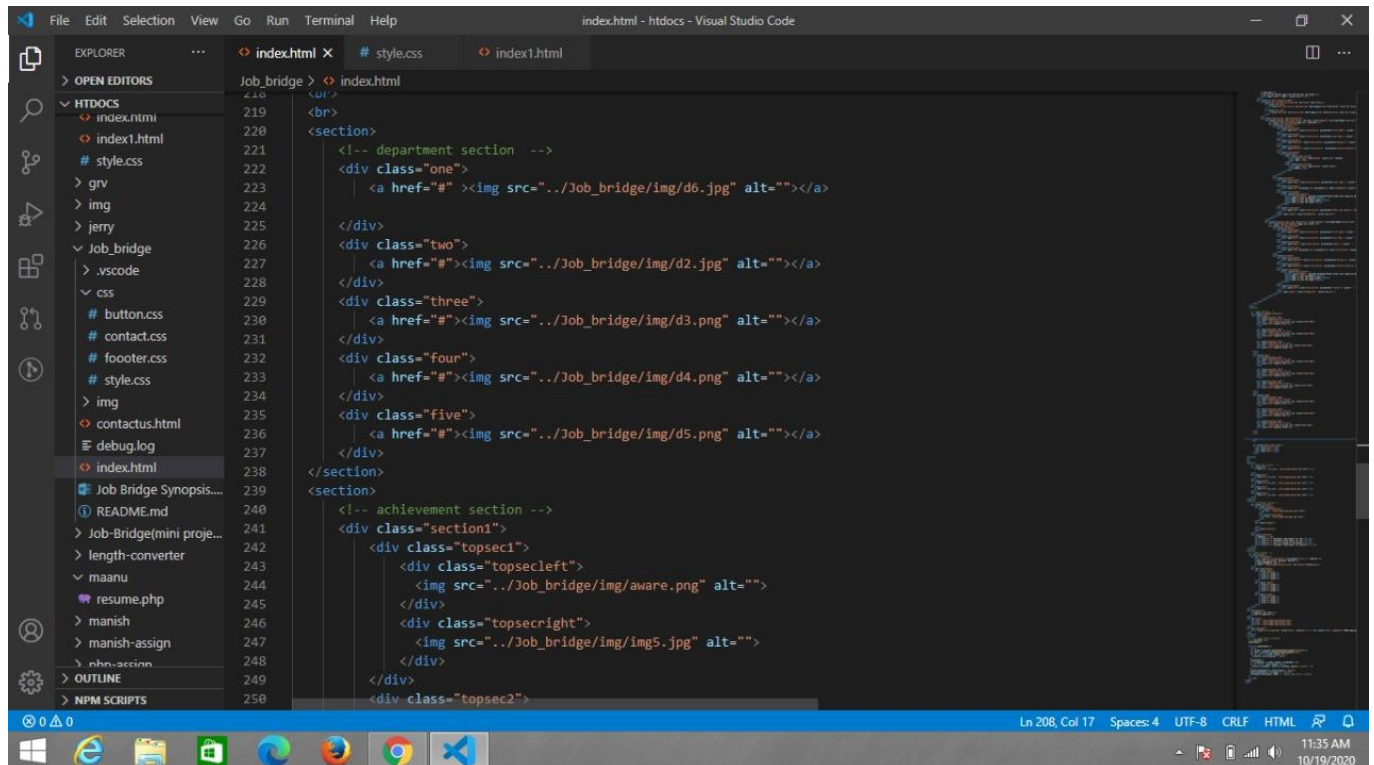 File Edit Selection View Go Run Terminal Help index.html - htdocs - Visual Studio Code
EXPLORER
index.html # style.css index1.html
OPEN EDITORS
Job_bridge > index.html
HTDOCS
index.html
index1.html
# style.css
grv
img
jerry
Job_bridge
.vscode
css
# button.css
# contact.css
# foooter.css
# style.css
img
contactus.html
debug.log
index.html
Job Bridge Synopsis....
README.md
Job-Bridge(mini proje...
length-converter
maanu
resume.php
manish
manish-assign
php-assign
OUTLINE
NPM SCRIPTS
218 <br>
219 <br>
220 <section>
221 <!-- department section  -->
222 <div class="one">
223 <a href="#" ><img src="../Job_bridge/img/d6.jpg" alt=""></a>
224
225 </div>
226 <div class="two">
227 <a href="#"><img src="../Job_bridge/img/d2.jpg" alt=""></a>
228 </div>
229 <div class="three">
230 <a href="#"><img src="../Job_bridge/img/d3.png" alt=""></a>
231 </div>
232 <div class="four">
233 <a href="#"><img src="../Job_bridge/img/d4.png" alt=""></a>
234 </div>
235 <div class="five">
236 <a href="#"><img src="../Job_bridge/img/d5.png" alt=""></a>
237 </div>
238 </section>
239 <section>
240 <!-- achievement section -->
241 <div class="section1">
242 <div class="topsec1">
243 <div class="topsecleft">
244 <img src="../Job_bridge/img/aware.png" alt="">
245 </div>
246 <div class="topsecright">
247 <img src="../Job_bridge/img/img5.jpg" alt="">
248 </div>
249 </div>
250 <div class="topsec2">
0 0 Ln 208, Col 17 Spaces: 4 UTF-8 CRLF HTML
11:35 AM
10/19/2020